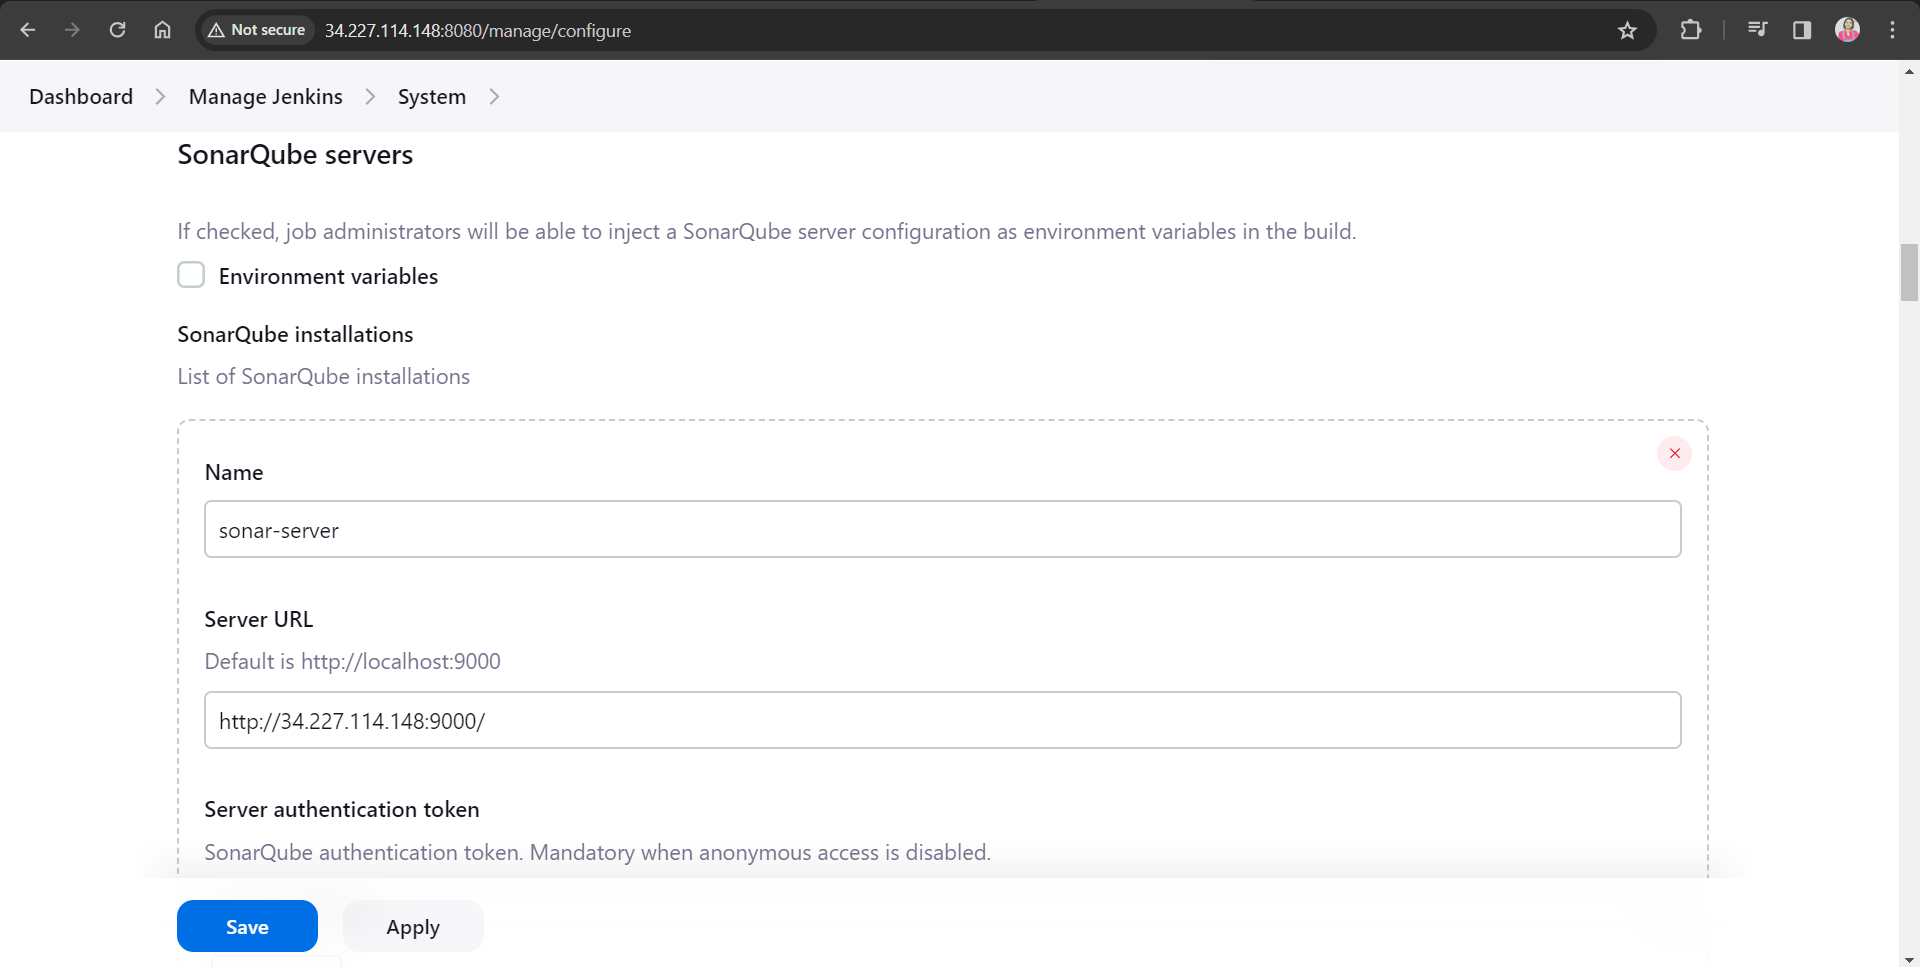 Not secure 34.227.114.148:8080/manage/configure
Dashboard Manage Jenkins System
SonarQube servers
If checked, job administrators will be able to inject a SonarQube server configuration as environment variables in the build.
Environment variables
SonarQube installations
List of SonarQube installations
Name
sonar-server
Server URL
Default is http://localhost:9000
http://34.227.114.148:9000/
Server authentication token
SonarQube authentication token. Mandatory when anonymous access is disabled.
Save Apply